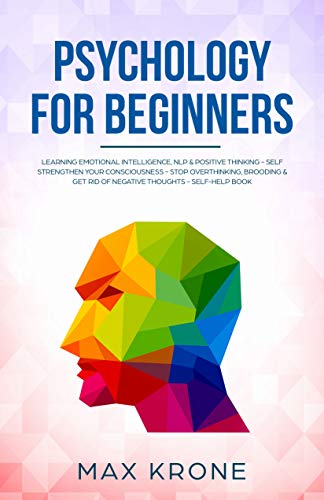 PSYCHOLOGY
FOR BEGINNERS
LEARNING EMOTIONAL INTELLIGENCE, NLP & POSITIVE THINKING – SELF
STRENGTHEN YOUR CONSCIOUSNESS – STOP OVERTHINKING, BROODING &
GET RID OF NEGATIVE THOUGHTS – SELF-HELP BOOK
MAX KRONE